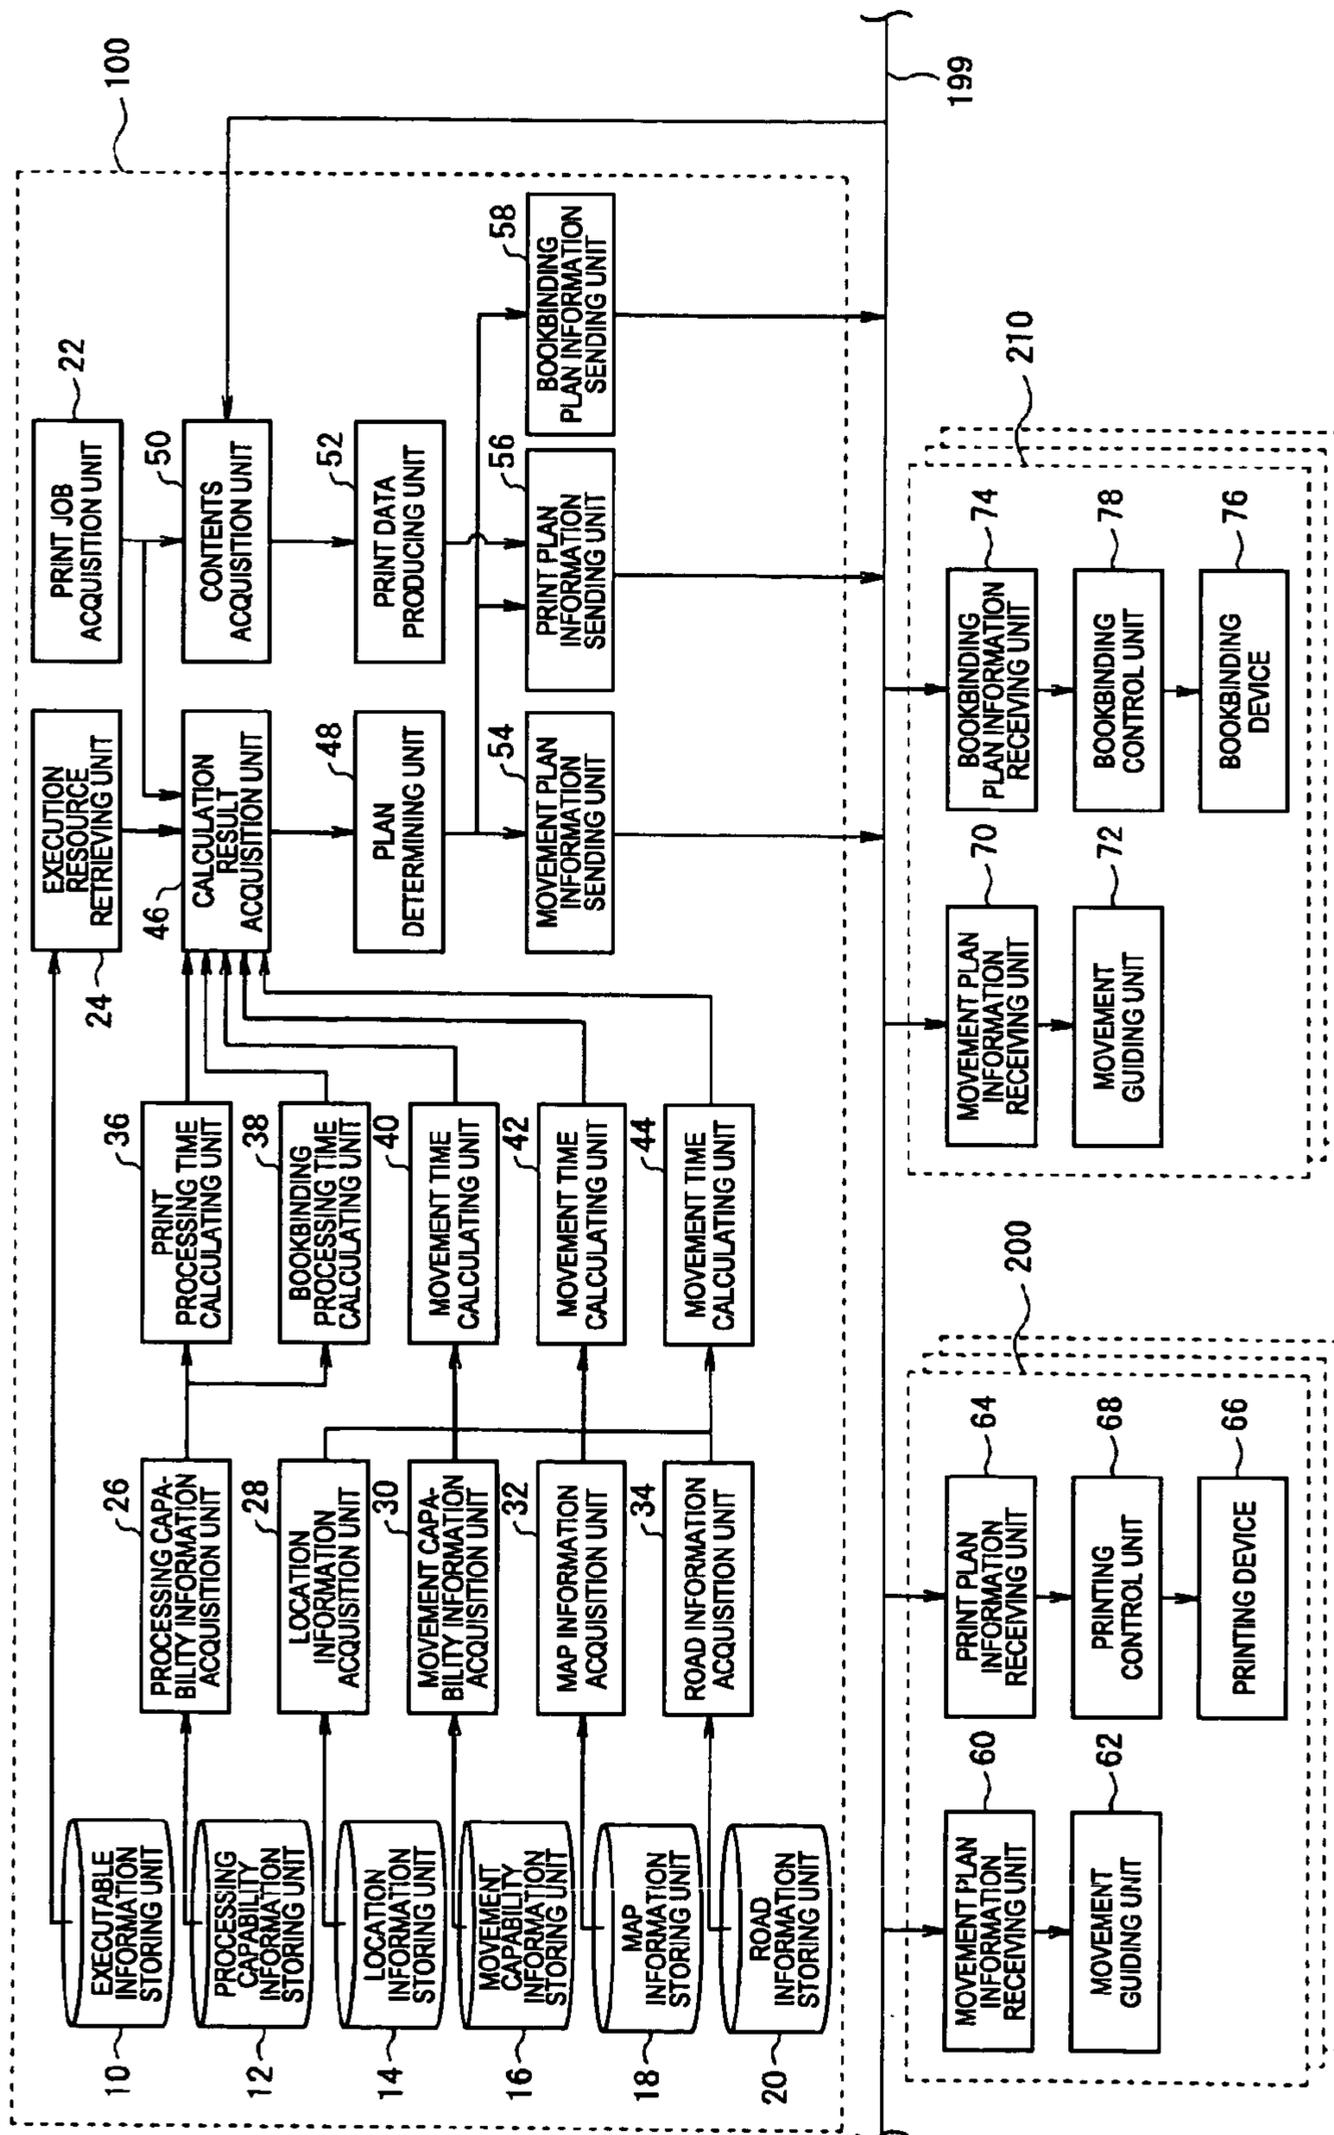 100
EXECUTABLE
INFORMATION
STORING UNIT
10
PROCESSING
CAPABILITY
INFORMATION
STORING UNIT
12
LOCATION
INFORMATION
STORING UNIT
14
MOVEMENT
CAPABILITY
INFORMATION
STORING UNIT
16
MAP
INFORMATION
STORING UNIT
18
ROAD
INFORMATION
STORING UNIT
20
26
PROCESSING CAPA-
BILITY INFORMATION
ACQUISITION UNIT
28
LOCATION
INFORMATION
ACQUISITION UNIT
30
MOVEMENT CAPA-
BILITY INFORMATION
ACQUISITION UNIT
32
MAP INFORMATION
ACQUISITION UNIT
34
ROAD INFORMATION
ACQUISITION UNIT
36
PRINT
PROCESSING TIME
CALCULATING UNIT
38
BOOKBINDING
PROCESSING TIME
CALCULATING UNIT
40
MOVEMENT TIME
CALCULATING UNIT
42
MOVEMENT TIME
CALCULATING UNIT
44
MOVEMENT TIME
CALCULATING UNIT
24
EXECUTION
RESOURCE
RETRIEVING UNIT
46
CALCULATION
RESULT
ACQUISITION UNIT
48
PLAN
DETERMINING UNIT
54
MOVEMENT PLAN
INFORMATION
SENDING UNIT
22
PRINT JOB
ACQUISITION UNIT
50
CONTENTS
ACQUISITION UNIT
52
PRINT DATA
PRODUCING UNIT
56
PRINT PLAN
INFORMATION
SENDING UNIT
58
BOOKBINDING
PLAN INFORMATION
SENDING UNIT
199
200
60
MOVEMENT PLAN
INFORMATION
RECEIVING UNIT
62
MOVEMENT
GUIDING UNIT
64
PRINT PLAN
INFORMATION
RECEIVING UNIT
68
PRINTING
CONTROL UNIT
66
PRINTING DEVICE
210
70
MOVEMENT PLAN
INFORMATION
RECEIVING UNIT
72
MOVEMENT
GUIDING UNIT
74
BOOKBINDING
PLAN INFORMATION
RECEIVING UNIT
78
BOOKBINDING
CONTROL UNIT
76
BOOKBINDING
DEVICE